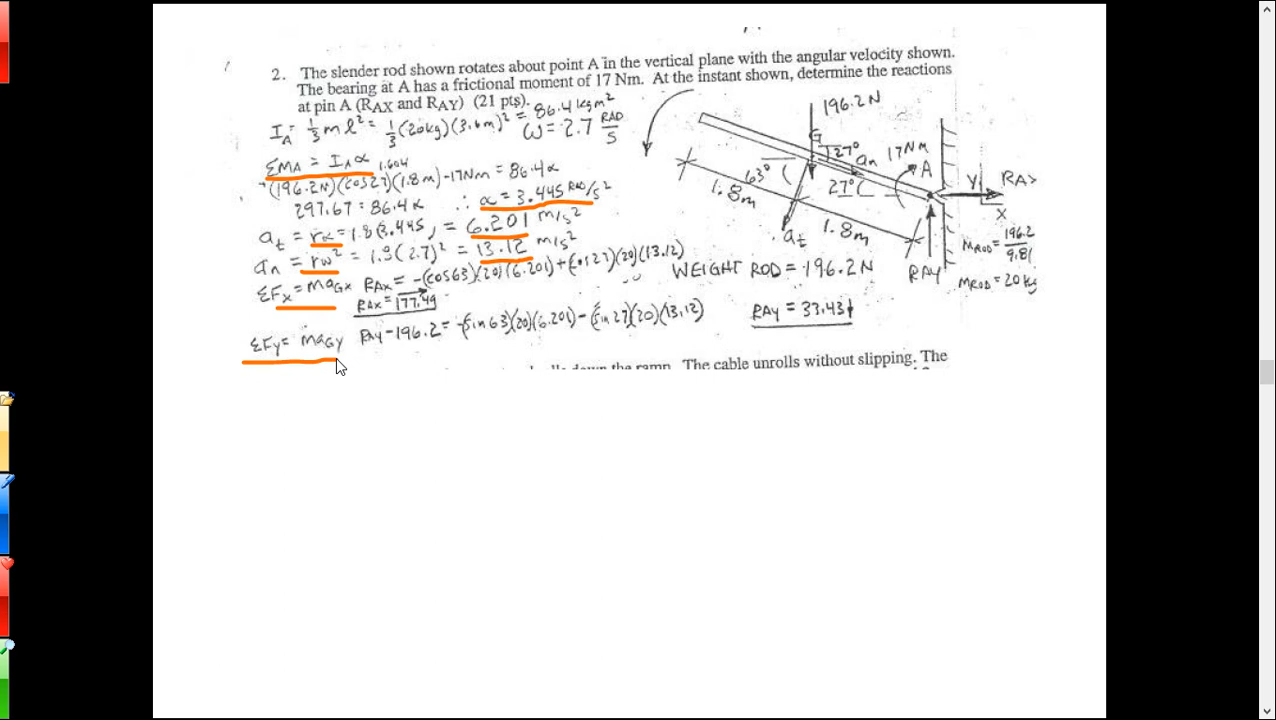 2. The slender rod shown rotates about point A in the vertical plane with the angular velocity shown.
The bearing at A has a frictional moment of 17 Nm. At the instant shown, determine the reactions
at pin A (RAX and RAY) (21 pts).
I_A = 1/3 m l² = 1/3 (20kg)(3.6m)² = 86.4 kgm²
ω = 2.7 RAD/S
ΣMA = IAα
1.604
(196.2N)(cos27)(1.8m) - 17Nm = 86.4α
297.67 = 86.4α ∴ α = 3.445 RAD/s²
at = rα = 1.8(3.445) = 6.201 m/s²
an = rω² = 1.8(2.7)² = 13.12 m/s²
ΣFx = maGx RAx = -(cos63)(20)(6.201) + (cos27)(20)(13.12)
RAx = 177.49
ΣFy = maGy RAy - 196.2 = -(sin63)(20)(6.201) - (sin27)(20)(13.12)
RAY = 33.43
WEIGHT ROD = 196.2N
196.2N
G
27°
an
17Nm
A
63°
27°
Y
RAX
X
1.8m
1.8m
at
RAY
MROD = 196.2/9.81
MROD = 20kg
the ramp. The cable unrolls without slipping. The